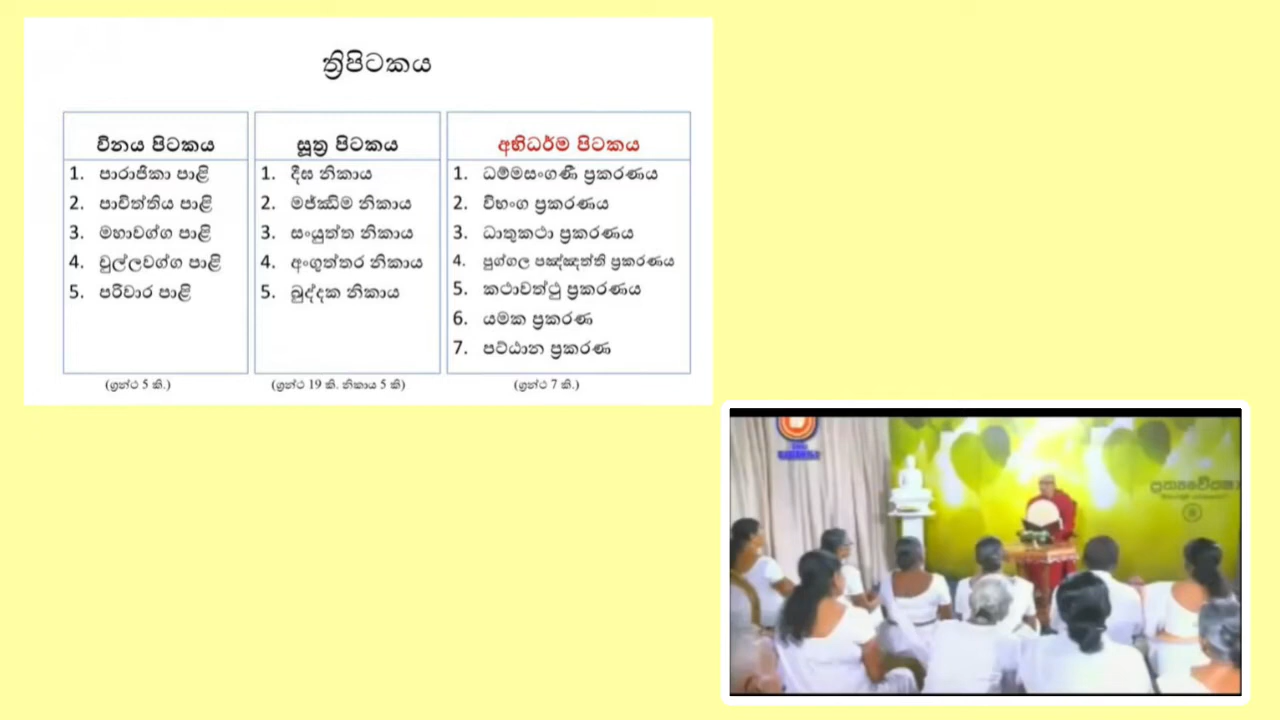 ත්‍රිපිටකය
විනය පිටකය
1. පාරාජිකා පාළි
2. පාචිත්තිය පාළි
3. මහාවග්ග පාළි
4. චුල්ලවග්ග පාළි
5. පරිවාර පාළි
(ග්‍රන්ථ 5 කි.)
සූත්‍ර පිටකය
1. දීඝ නිකාය
2. මජ්ඣිම නිකාය
3. සංයුත්ත නිකාය
4. අංගුත්තර නිකාය
5. ඛුද්දක නිකාය
(ග්‍රන්ථ 19 කි. නිකාය 5 කි)
අභිධර්ම පිටකය
1. ධම්මසංගණී ප්‍රකරණය
2. විභංග ප්‍රකරණය
3. ධාතුකථා ප්‍රකරණය
4. පුග්ගල පඤ්ඤත්ති ප්‍රකරණය
5. කථාවත්ථු ප්‍රකරණය
6. යමක ප්‍රකරණ
7. පට්ඨාන ප්‍රකරණ
(ග්‍රන්ථ 7 කි.)